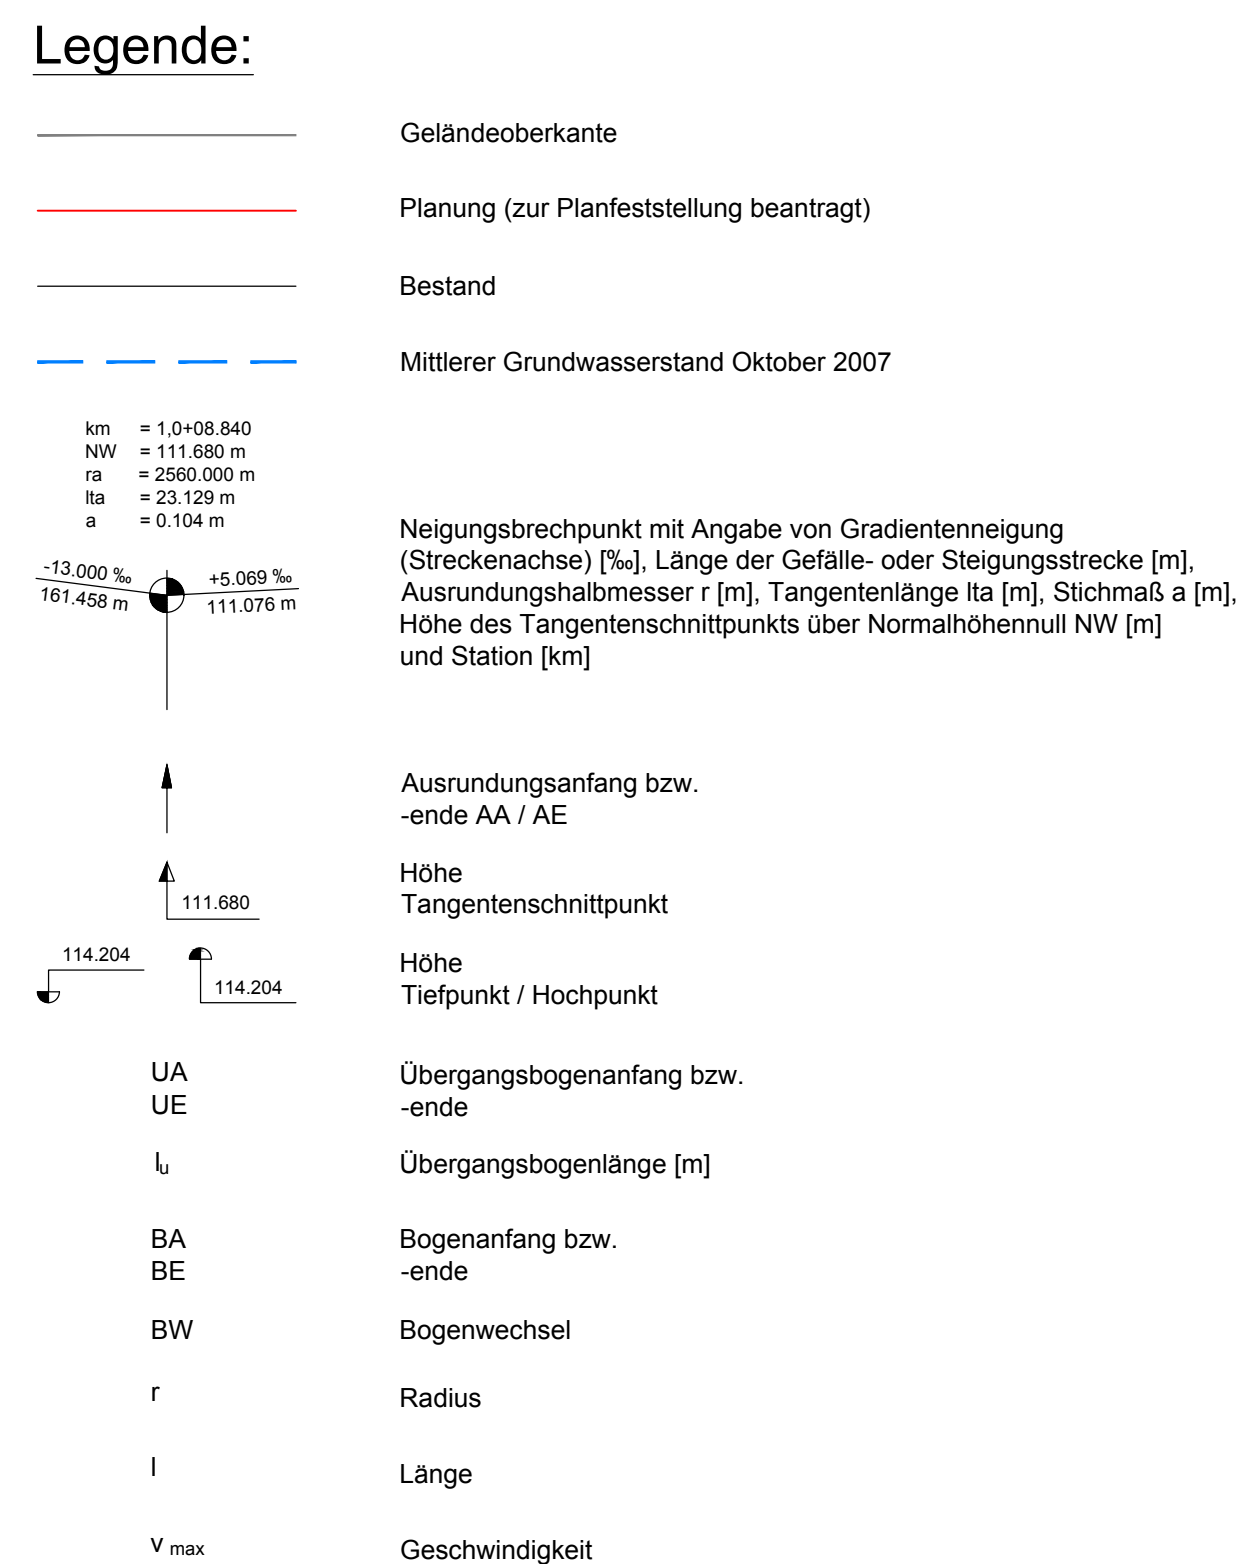 Legende:
Geländeoberkante
Planung (zur Planfeststellung beantragt)
Bestand
Mittlerer Grundwasserstand Oktober 2007
km = 1,0+08.840
NW = 111.680 m
ra = 2560.000 m
lta = 23.129 m
a = 0.104 m
-13.000 ‰
161.458 m
+5.069 ‰
111.076 m
Neigungsbrechpunkt mit Angabe von Gradientenneigung
(Streckenachse) [‰], Länge der Gefälle- oder Steigungsstrecke [m],
Ausrundungshalbmesser r [m], Tangentenlänge lta [m], Stichmaß a [m],
Höhe des Tangentenschnittpunkts über Normalhöhennull NW [m]
und Station [km]
Ausrundungsanfang bzw.
-ende AA / AE
111.680
Höhe
Tangentenschnittpunkt
114.204
114.204
Höhe
Tiefpunkt / Hochpunkt
UA Übergangsbogenanfang bzw.
UE -ende
lu Übergangsbogenlänge [m]
BA Bogenanfang bzw.
BE -ende
BW Bogenwechsel
r Radius
l Länge
v max Geschwindigkeit